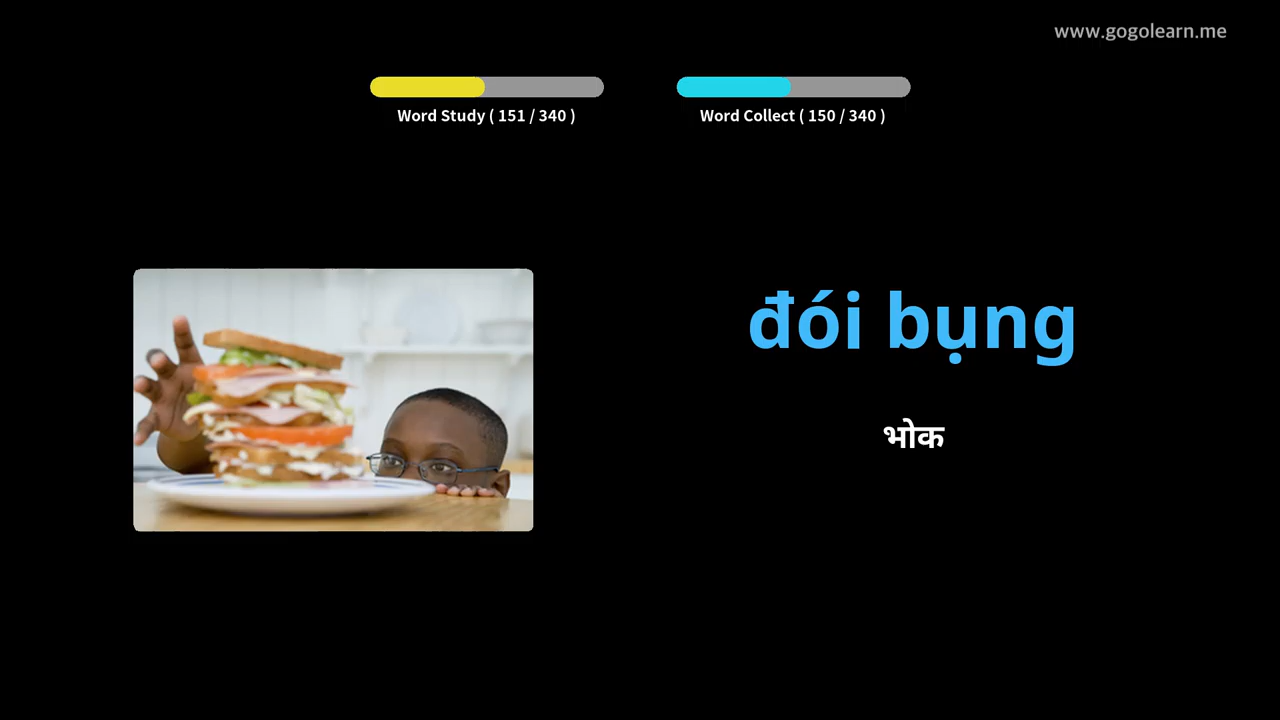 www.gogolearn.me
Word Study ( 151 / 340 )
Word Collect ( 150 / 340 )
đói bụng
भोक